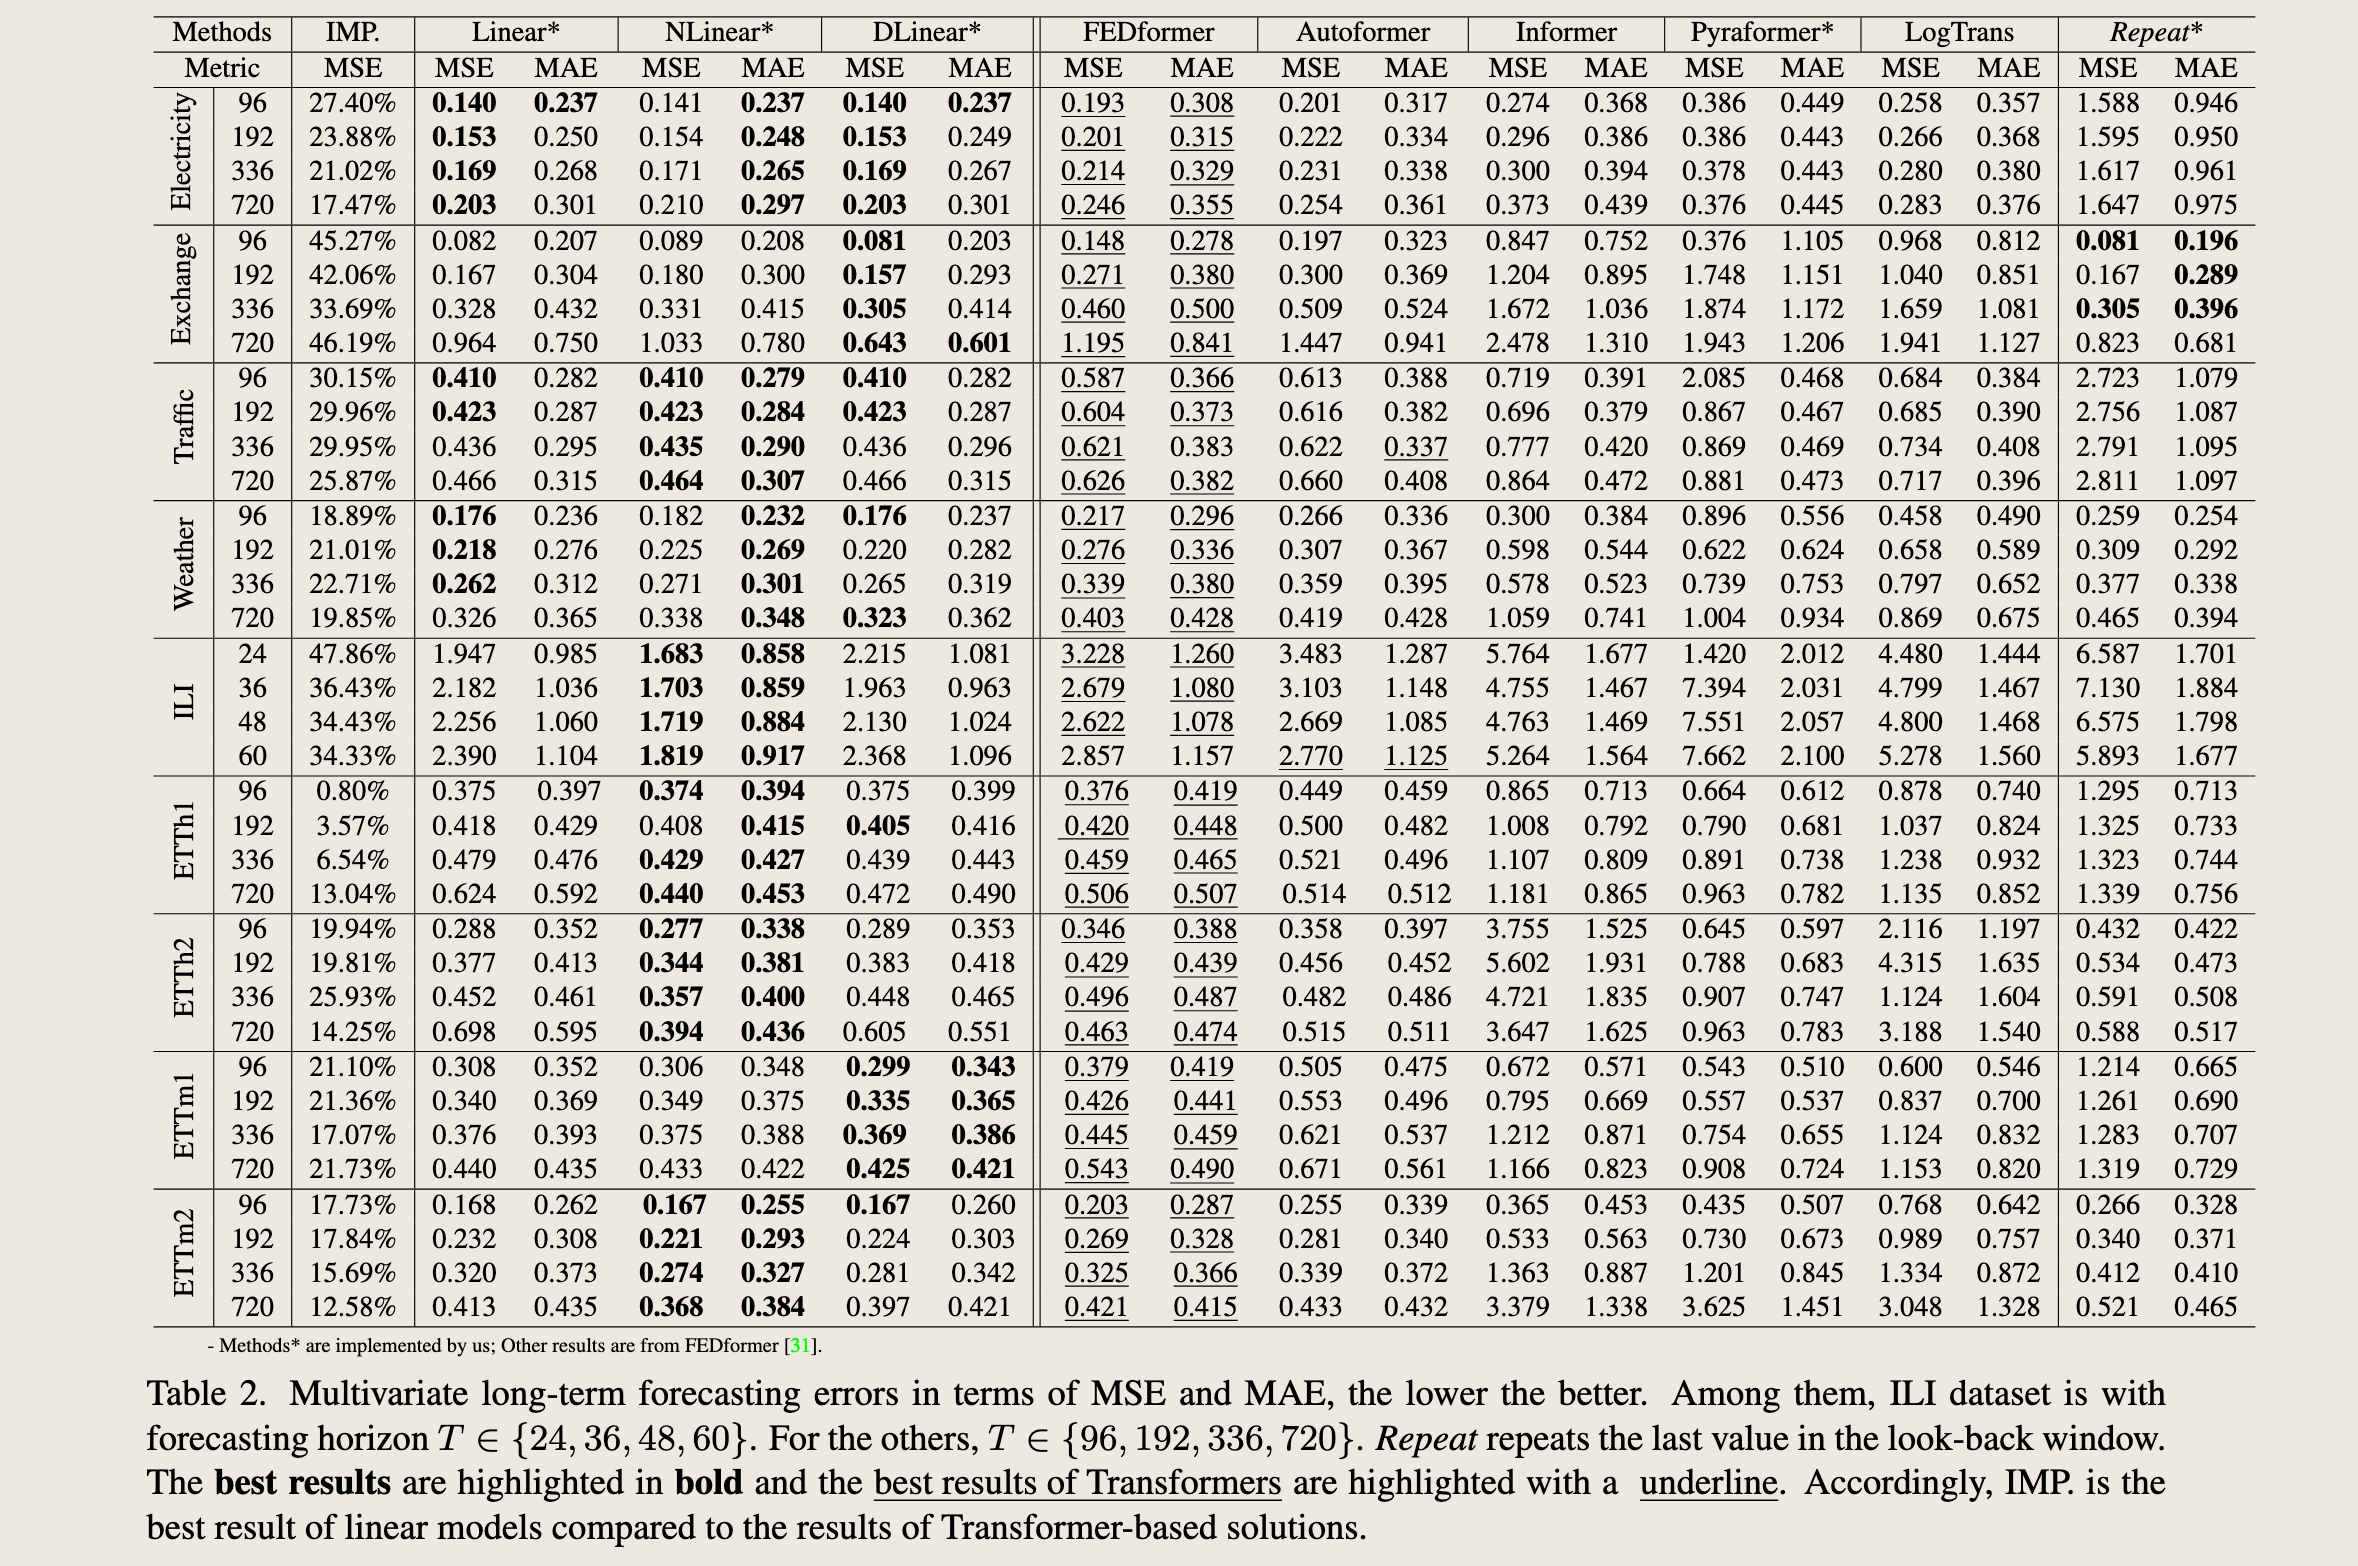 Methods IMP. Linear* NLinear* DLinear* FEDformer Autoformer Informer Pyraformer* LogTrans Repeat*
Metric MSE MSE MAE MSE MAE MSE MAE MSE MAE MSE MAE MSE MAE MSE MAE MSE MAE MSE MAE
Electricity
96 27.40% 0.140 0.237 0.141 0.237 0.140 0.237 0.193 0.308 0.201 0.317 0.274 0.368 0.386 0.449 0.258 0.357 1.588 0.946
192 23.88% 0.153 0.250 0.154 0.248 0.153 0.249 0.201 0.315 0.222 0.334 0.296 0.386 0.386 0.443 0.266 0.368 1.595 0.950
336 21.02% 0.169 0.268 0.171 0.265 0.169 0.267 0.214 0.329 0.231 0.338 0.300 0.394 0.378 0.443 0.280 0.380 1.617 0.961
720 17.47% 0.203 0.301 0.210 0.297 0.203 0.301 0.246 0.355 0.254 0.361 0.373 0.439 0.376 0.445 0.283 0.376 1.647 0.975
Exchange
96 45.27% 0.082 0.207 0.089 0.208 0.081 0.203 0.148 0.278 0.197 0.323 0.847 0.752 0.376 1.105 0.968 0.812 0.081 0.196
192 42.06% 0.167 0.304 0.180 0.300 0.157 0.293 0.271 0.380 0.300 0.369 1.204 0.895 1.748 1.151 1.040 0.851 0.167 0.289
336 33.69% 0.328 0.432 0.331 0.415 0.305 0.414 0.460 0.500 0.509 0.524 1.672 1.036 1.874 1.172 1.659 1.081 0.305 0.396
720 46.19% 0.964 0.750 1.033 0.780 0.643 0.601 1.195 0.841 1.447 0.941 2.478 1.310 1.943 1.206 1.941 1.127 0.823 0.681
Traffic
96 30.15% 0.410 0.282 0.410 0.279 0.410 0.282 0.587 0.366 0.613 0.388 0.719 0.391 2.085 0.468 0.684 0.384 2.723 1.079
192 29.96% 0.423 0.287 0.423 0.284 0.423 0.287 0.604 0.373 0.616 0.382 0.696 0.379 0.867 0.467 0.685 0.390 2.756 1.087
336 29.95% 0.436 0.295 0.435 0.290 0.436 0.296 0.621 0.383 0.622 0.337 0.777 0.420 0.869 0.469 0.734 0.408 2.791 1.095
720 25.87% 0.466 0.315 0.464 0.307 0.466 0.315 0.626 0.382 0.660 0.408 0.864 0.472 0.881 0.473 0.717 0.396 2.811 1.097
Weather
96 18.89% 0.176 0.236 0.182 0.232 0.176 0.237 0.217 0.296 0.266 0.336 0.300 0.384 0.896 0.556 0.458 0.490 0.259 0.254
192 21.01% 0.218 0.276 0.225 0.269 0.220 0.282 0.276 0.336 0.307 0.367 0.598 0.544 0.622 0.624 0.658 0.589 0.309 0.292
336 22.71% 0.262 0.312 0.271 0.301 0.265 0.319 0.339 0.380 0.359 0.395 0.578 0.523 0.739 0.753 0.797 0.652 0.377 0.338
720 19.85% 0.326 0.365 0.338 0.348 0.323 0.362 0.403 0.428 0.419 0.428 1.059 0.741 1.004 0.934 0.869 0.675 0.465 0.394
ILI
24 47.86% 1.947 0.985 1.683 0.858 2.215 1.081 3.228 1.260 3.483 1.287 5.764 1.677 1.420 2.012 4.480 1.444 6.587 1.701
36 36.43% 2.182 1.036 1.703 0.859 1.963 0.963 2.679 1.080 3.103 1.148 4.755 1.467 7.394 2.031 4.799 1.467 7.130 1.884
48 34.43% 2.256 1.060 1.719 0.884 2.130 1.024 2.622 1.078 2.669 1.085 4.763 1.469 7.551 2.057 4.800 1.468 6.575 1.798
60 34.33% 2.390 1.104 1.819 0.917 2.368 1.096 2.857 1.157 2.770 1.125 5.264 1.564 7.662 2.100 5.278 1.560 5.893 1.677
ETTh1
96 0.80% 0.375 0.397 0.374 0.394 0.375 0.399 0.376 0.419 0.449 0.459 0.865 0.713 0.664 0.612 0.878 0.740 1.295 0.713
192 3.57% 0.418 0.429 0.408 0.415 0.405 0.416 0.420 0.448 0.500 0.482 1.008 0.792 0.790 0.681 1.037 0.824 1.325 0.733
336 6.54% 0.479 0.476 0.429 0.427 0.439 0.443 0.459 0.465 0.521 0.496 1.107 0.809 0.891 0.738 1.238 0.932 1.323 0.744
720 13.04% 0.624 0.592 0.440 0.453 0.472 0.490 0.506 0.507 0.514 0.512 1.181 0.865 0.963 0.782 1.135 0.852 1.339 0.756
ETTh2
96 19.94% 0.288 0.352 0.277 0.338 0.289 0.353 0.346 0.388 0.358 0.397 3.755 1.525 0.645 0.597 2.116 1.197 0.432 0.422
192 19.81% 0.377 0.413 0.344 0.381 0.383 0.418 0.429 0.439 0.456 0.452 5.602 1.931 0.788 0.683 4.315 1.635 0.534 0.473
336 25.93% 0.452 0.461 0.357 0.400 0.448 0.465 0.496 0.487 0.482 0.486 4.721 1.835 0.907 0.747 1.124 1.604 0.591 0.508
720 14.25% 0.698 0.595 0.394 0.436 0.605 0.551 0.463 0.474 0.515 0.511 3.647 1.625 0.963 0.783 3.188 1.540 0.588 0.517
ETTm1
96 21.10% 0.308 0.352 0.306 0.348 0.299 0.343 0.379 0.419 0.505 0.475 0.672 0.571 0.543 0.510 0.600 0.546 1.214 0.665
192 21.36% 0.340 0.369 0.349 0.375 0.335 0.365 0.426 0.441 0.553 0.496 0.795 0.669 0.557 0.537 0.837 0.700 1.261 0.690
336 17.07% 0.376 0.393 0.375 0.388 0.369 0.386 0.445 0.459 0.621 0.537 1.212 0.871 0.754 0.655 1.124 0.832 1.283 0.707
720 21.73% 0.440 0.435 0.433 0.422 0.425 0.421 0.543 0.490 0.671 0.561 1.166 0.823 0.908 0.724 1.153 0.820 1.319 0.729
ETTm2
96 17.73% 0.168 0.262 0.167 0.255 0.167 0.260 0.203 0.287 0.255 0.339 0.365 0.453 0.435 0.507 0.768 0.642 0.266 0.328
192 17.84% 0.232 0.308 0.221 0.293 0.224 0.303 0.269 0.328 0.281 0.340 0.533 0.563 0.730 0.673 0.989 0.757 0.340 0.371
336 15.69% 0.320 0.373 0.274 0.327 0.281 0.342 0.325 0.366 0.339 0.372 1.363 0.887 1.201 0.845 1.334 0.872 0.412 0.410
720 12.58% 0.413 0.435 0.368 0.384 0.397 0.421 0.421 0.415 0.433 0.432 3.379 1.338 3.625 1.451 3.048 1.328 0.521 0.465
- Methods* are implemented by us; Other results are from FEDformer [31].
Table 2. Multivariate long-term forecasting errors in terms of MSE and MAE, the lower the better. Among them, ILI dataset is with
forecasting horizon T ∈ {24, 36, 48, 60}. For the others, T ∈ {96, 192, 336, 720}. Repeat repeats the last value in the look-back window.
The best results are highlighted in bold and the best results of Transformers are highlighted with a underline. Accordingly, IMP. is the
best result of linear models compared to the results of Transformer-based solutions.